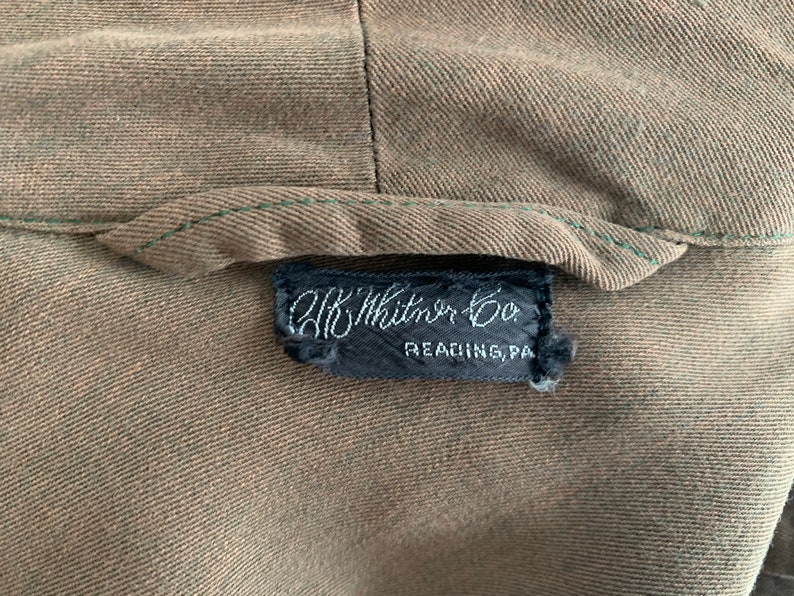 C.K. Whitner & Co.
READING, PA